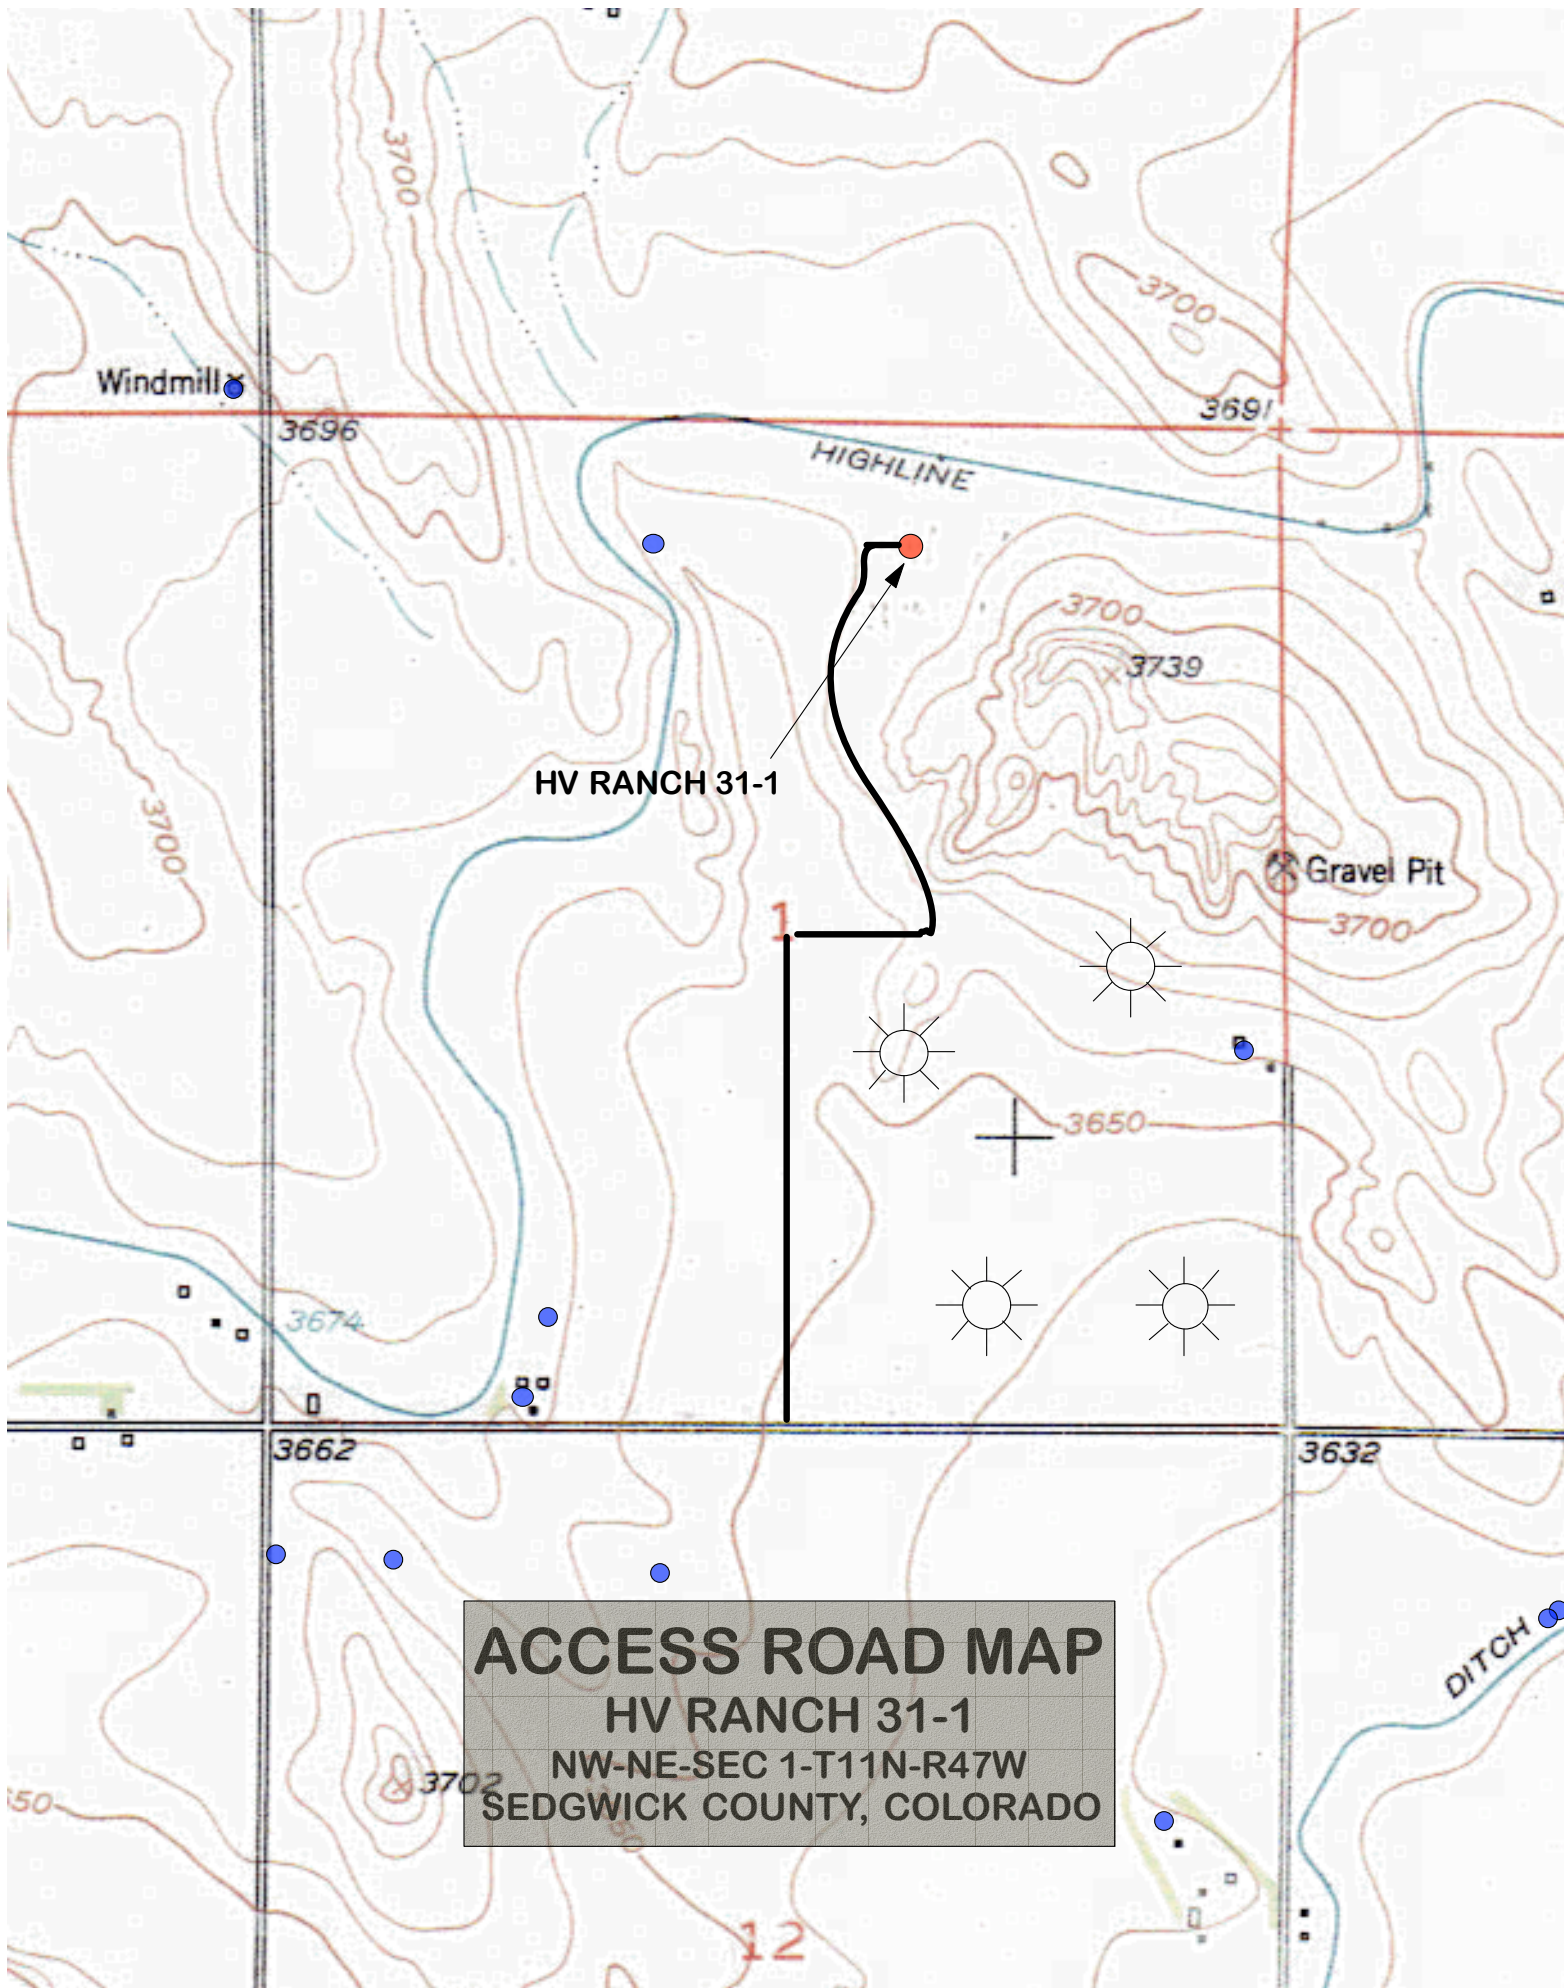 3700
3700
Windmill
3696
3691
HIGHLINE
3700
3739
HV RANCH 31-1
3700
Gravel Pit
1
3700
3650
3674
3662
3632
DITCH
ACCESS ROAD MAP
HV RANCH 31-1
NW-NE-SEC 1-T11N-R47W
3702
SEDGWICK COUNTY, COLORADO
50
12